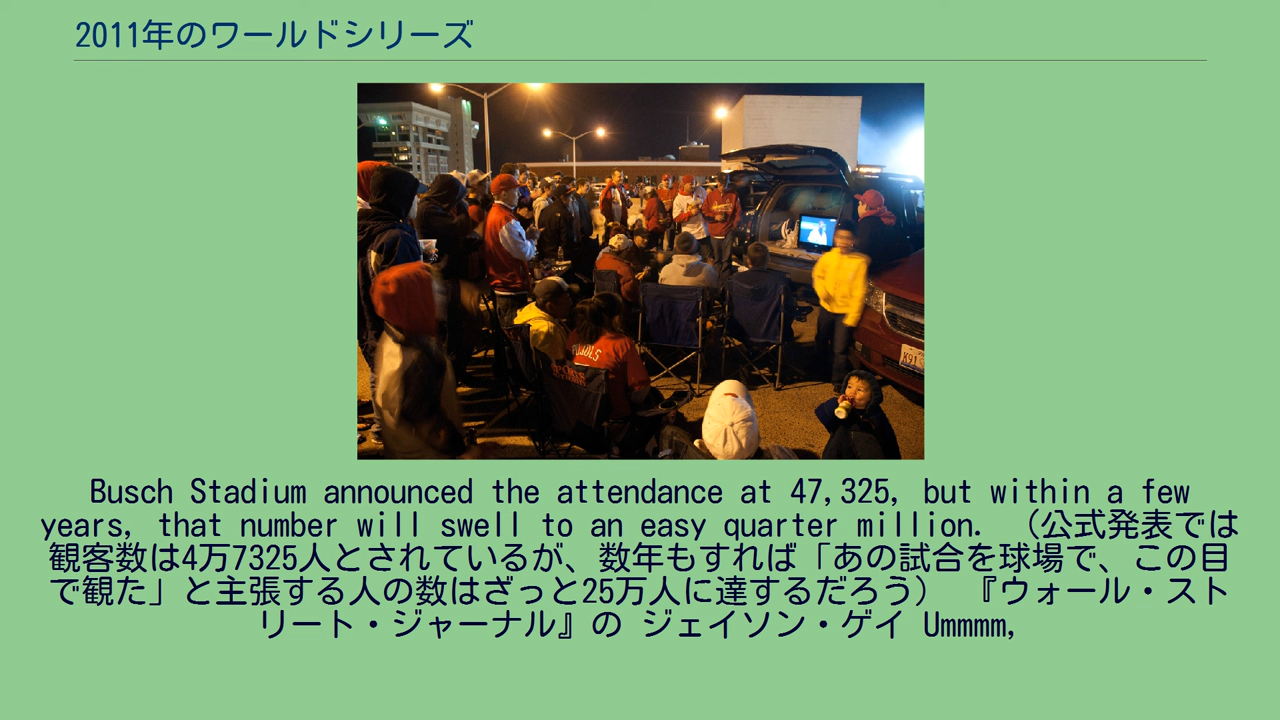 2011年のワールドシリーズ
K91
Busch Stadium announced the attendance at 47,325, but within a few
years, that number will swell to an easy quarter million. （公式発表では
観客数は4万7325人とされているが、数年もすれば「あの試合を球場で、この目
で観た」と主張する人の数はざっと25万人に達するだろう） 『ウォール・スト
リート・ジャーナル』の ジェイソン・ゲイ Ummmm,